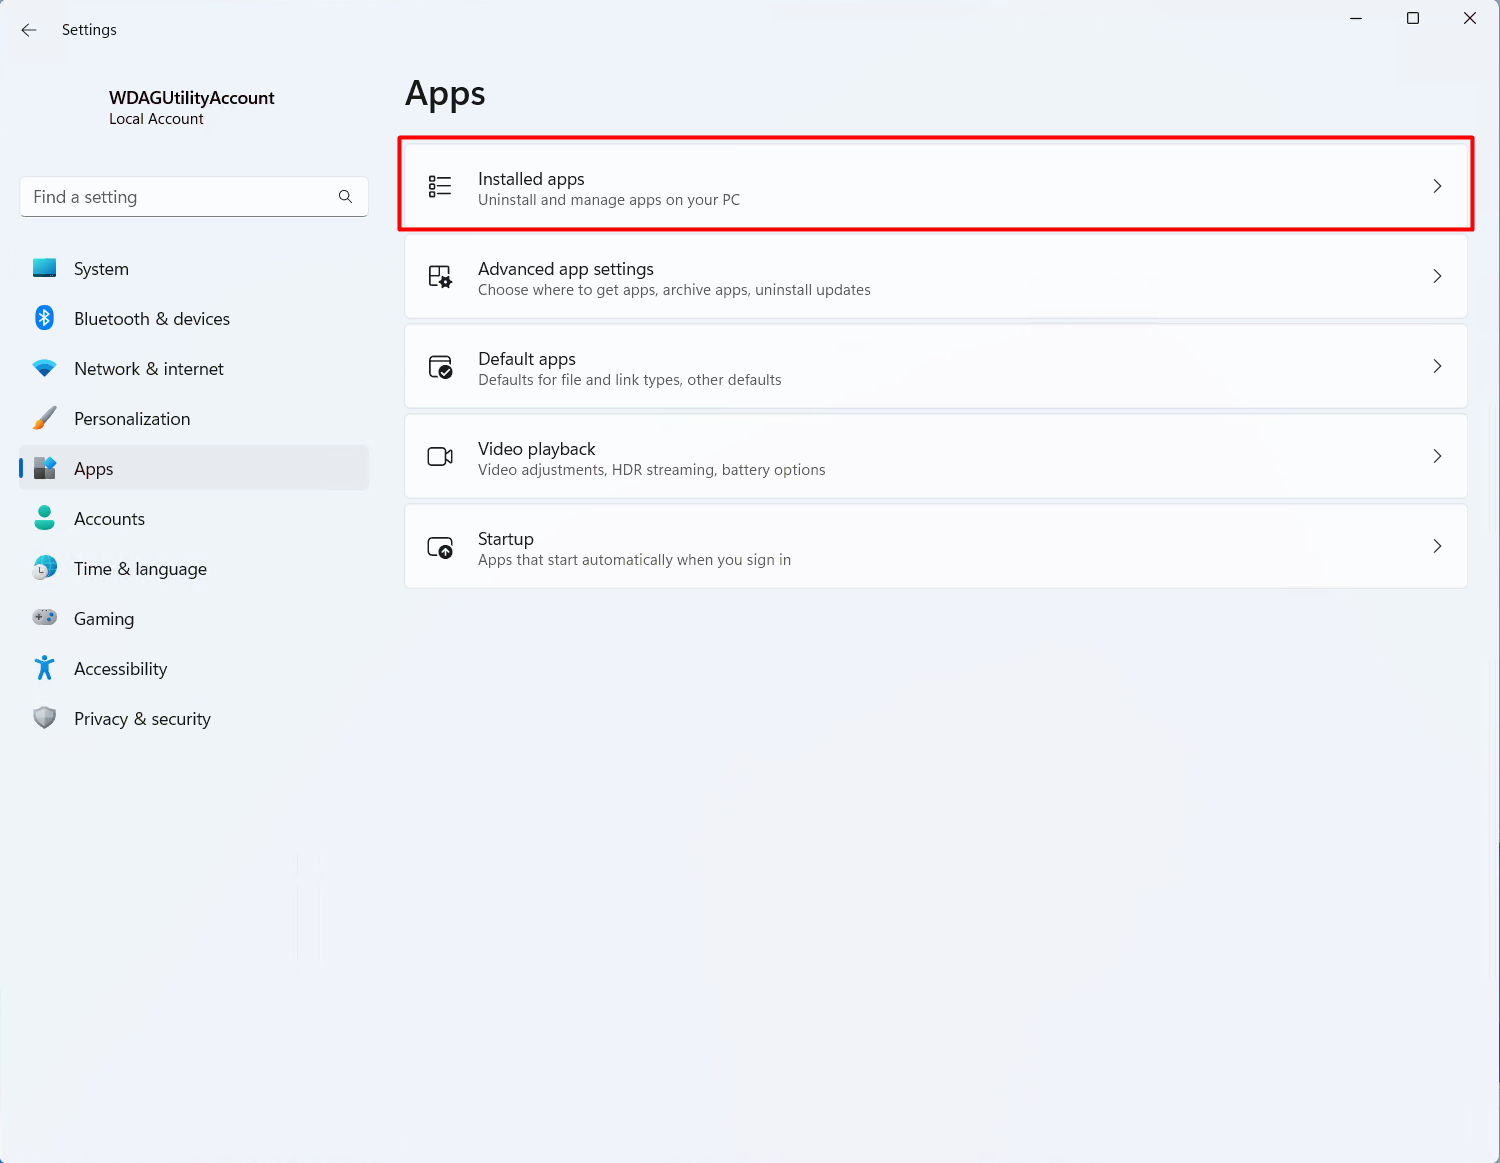 Settings
WDAGUtilityAccount
Local Account
Find a setting
System
Bluetooth & devices
Network & internet
Personalization
Apps
Accounts
Time & language
Gaming
Accessibility
Privacy & security
Apps
Installed apps
Uninstall and manage apps on your PC
Advanced app settings
Choose where to get apps, archive apps, uninstall updates
Default apps
Defaults for file and link types, other defaults
Video playback
Video adjustments, HDR streaming, battery options
Startup
Apps that start automatically when you sign in